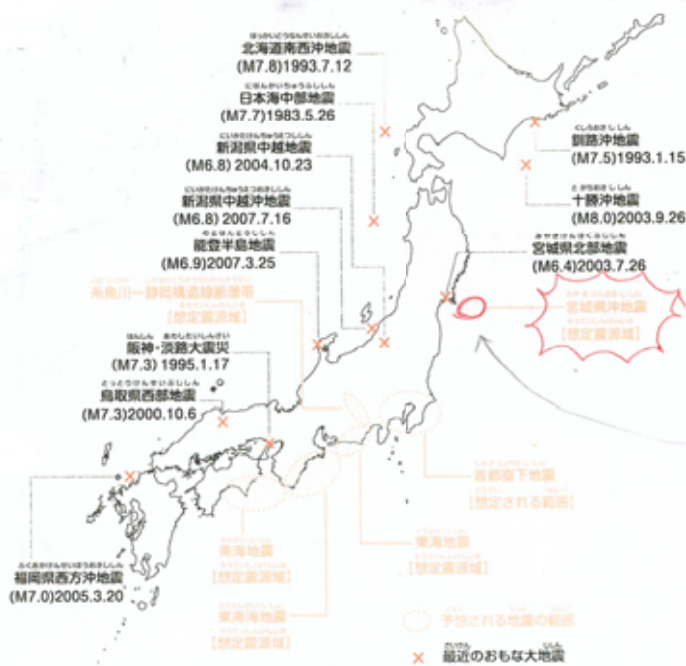 北海道南西沖地震
(M7.8)1993.7.12
日本海中部地震
(M7.7)1983.5.26
新潟県中越地震
(M6.8) 2004.10.23
新潟県中越沖地震
(M6.8) 2007.7.16
能登半島地震
(M6.9)2007.3.25
糸魚川ー静岡構造線断層帯
【想定震源域】
阪神・淡路大震災
(M7.3) 1995.1.17
鳥取県西部地震
(M7.3)2000.10.6
福岡県西方沖地震
(M7.0)2005.3.20
釧路沖地震
(M7.5)1993.1.15
十勝沖地震
(M8.0)2003.9.26
宮城県北部地震
(M6.4)2003.7.26
宮城県沖地震
【想定震源域】
首都直下地震
【想定される範囲】
東海地震
【想定震源域】
南海地震
【想定震源域】
東南海地震
【想定震源域】
予想される地震の範囲
最近のおもな大地震